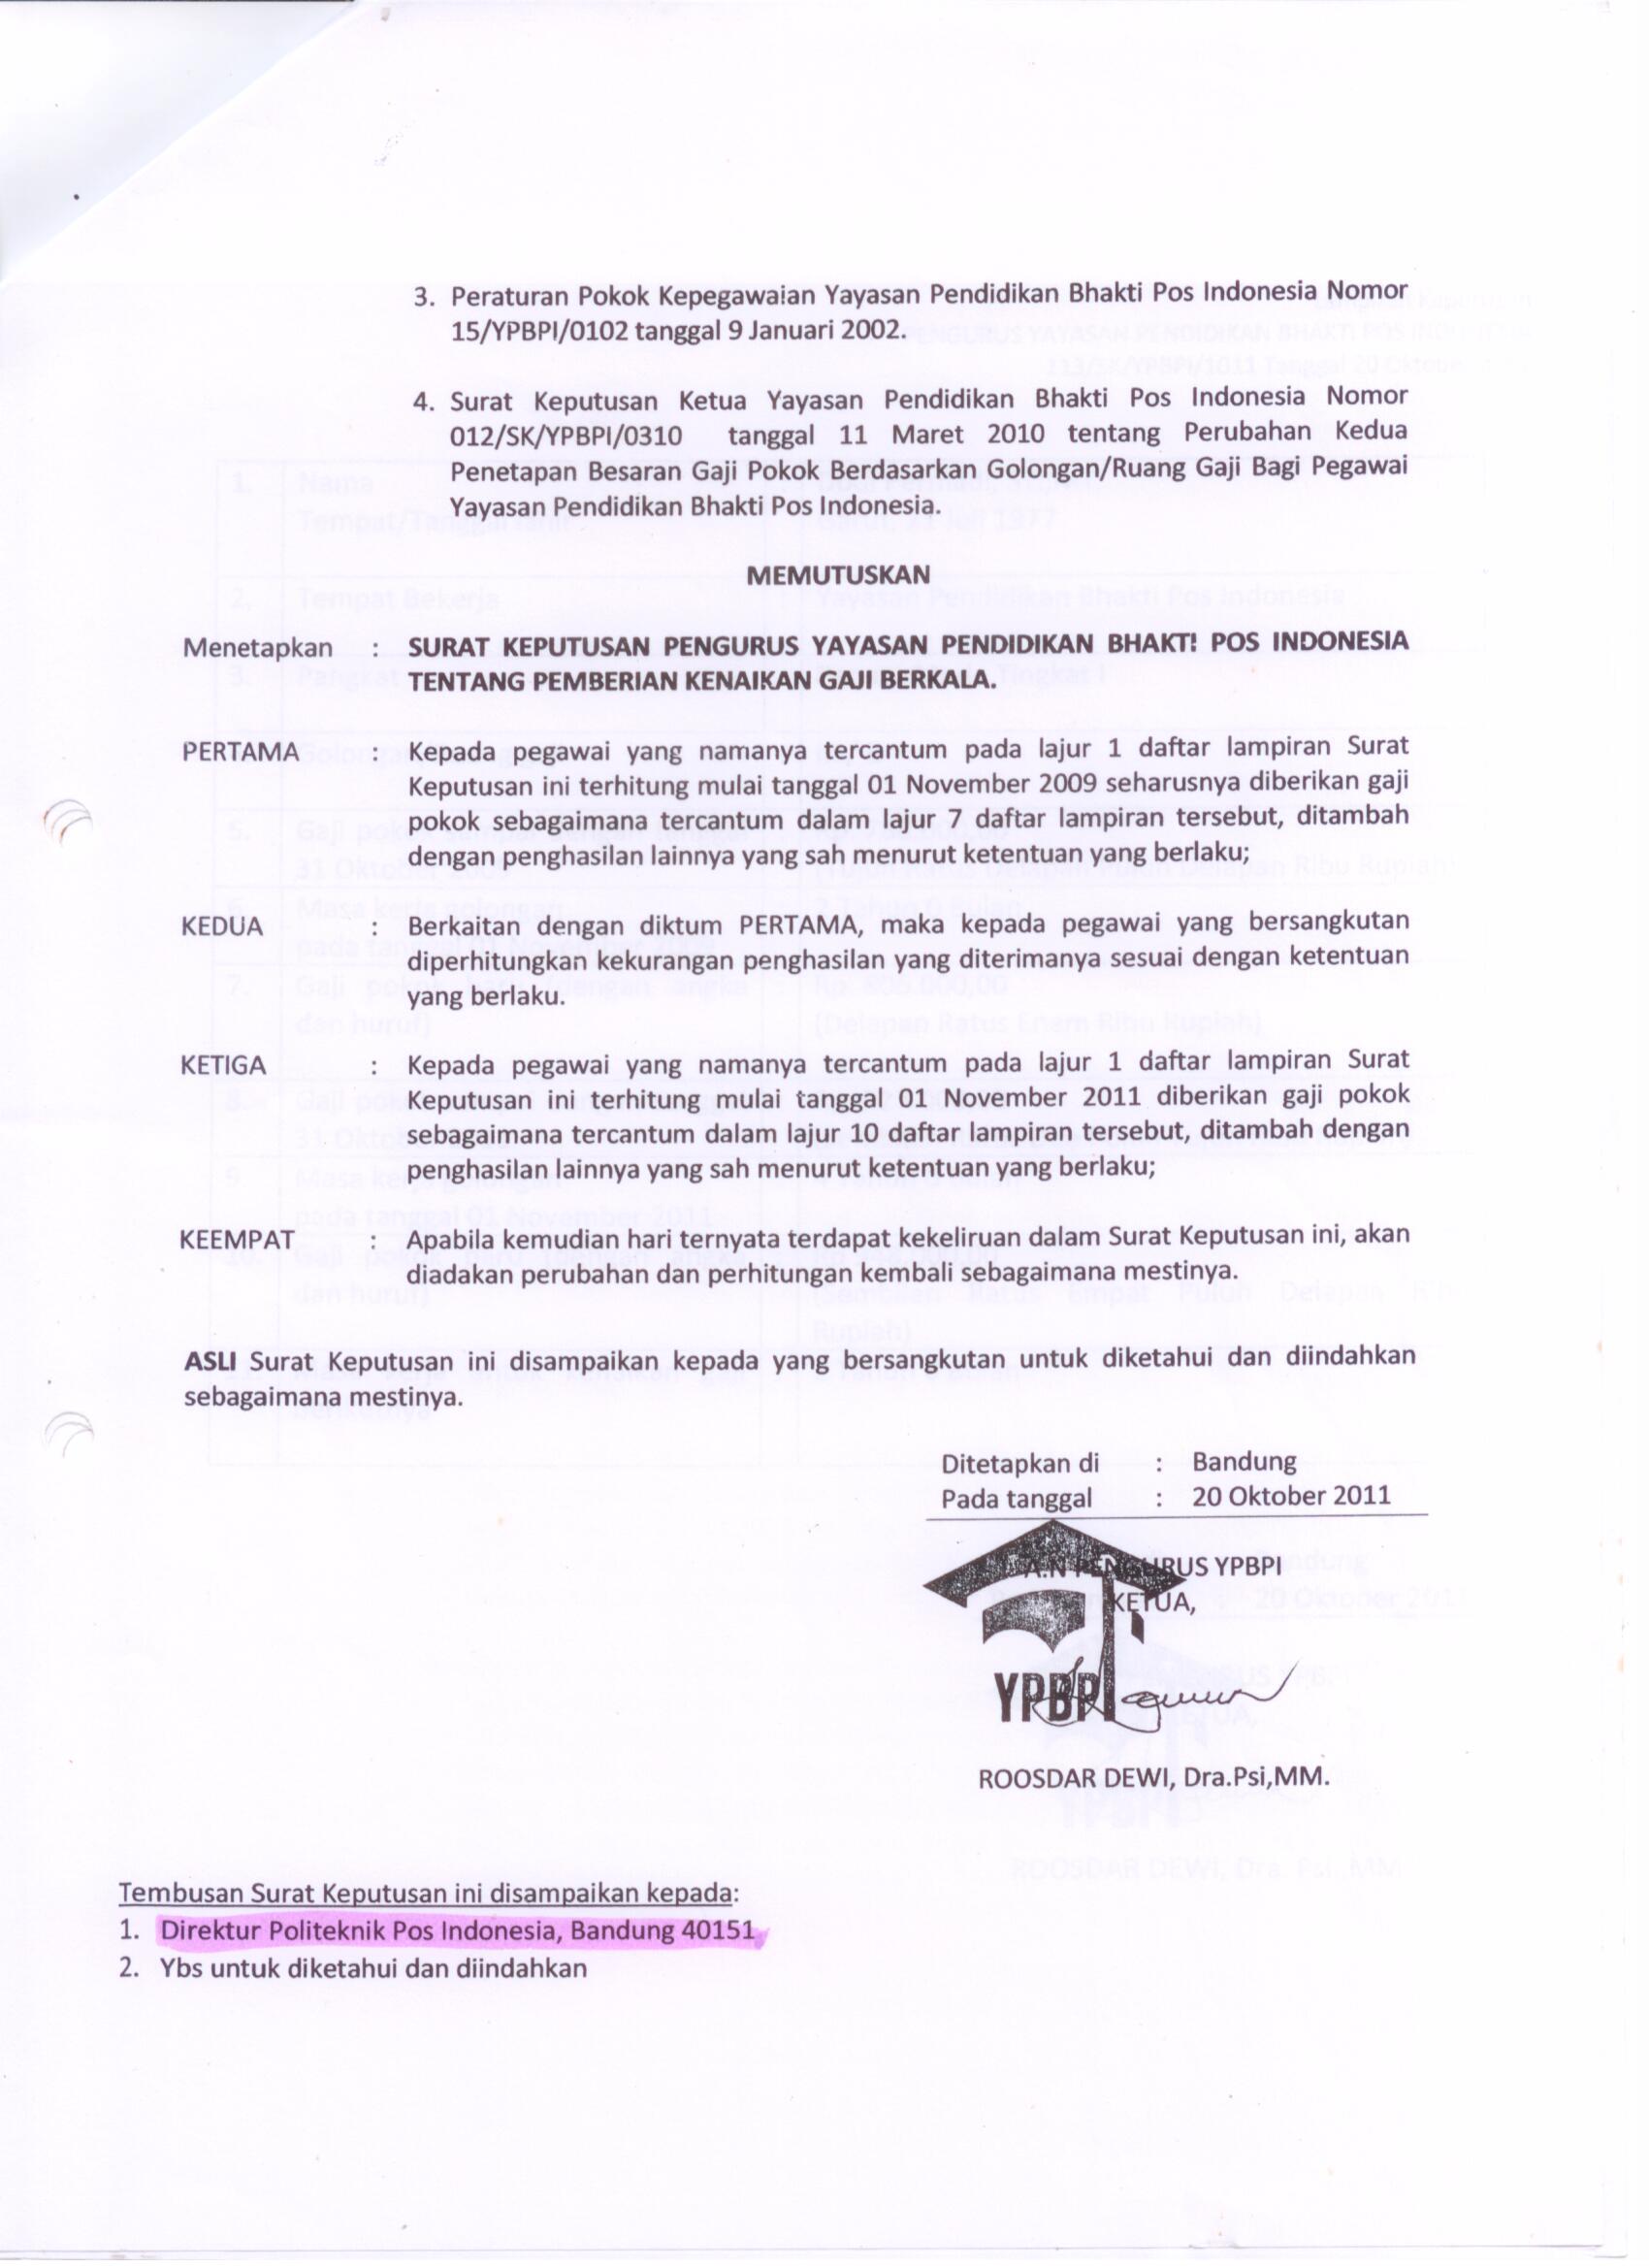 3. Peraturan Pokok Kepegawaian Yayasan Pendidikan Bhakti Pos Indonesia Nomor
15/YPBPI/0102 tanggal 9 Januari 2002.
4. Surat Keputusan Ketua Yayasan Pendidikan Bhakti Pos Indonesia Nomor
012/SK/YPBPI/0310 tanggal 11 Maret 2010 tentang Perubahan Kedua
Penetapan Besaran Gaji Pokok Berdasarkan Golongan/Ruang Gaji Bagi Pegawai
Yayasan Pendidikan Bhakti Pos Indonesia.
MEMUTUSKAN
Menetapkan : SURAT KEPUTUSAN PENGURUS YAYASAN PENDIDIKAN BHAKTI POS INDONESIA
TENTANG PEMBERIAN KENAIKAN GAJI BERKALA.
PERTAMA : Kepada pegawai yang namanya tercantum pada lajur 1 daftar lampiran Surat
Keputusan ini terhitung mulai tanggal 01 November 2009 seharusnya diberikan gaji
pokok sebagaimana tercantum dalam lajur 7 daftar lampiran tersebut, ditambah
dengan penghasilan lainnya yang sah menurut ketentuan yang berlaku;
KEDUA : Berkaitan dengan diktum PERTAMA, maka kepada pegawai yang bersangkutan
diperhitungkan kekurangan penghasilan yang diterimanya sesuai dengan ketentuan
yang berlaku.
KETIGA : Kepada pegawai yang namanya tercantum pada lajur 1 daftar lampiran Surat
Keputusan ini terhitung mulai tanggal 01 November 2011 diberikan gaji pokok
sebagaimana tercantum dalam lajur 10 daftar lampiran tersebut, ditambah dengan
penghasilan lainnya yang sah menurut ketentuan yang berlaku;
KEEMPAT : Apabila kemudian hari ternyata terdapat kekeliruan dalam Surat Keputusan ini, akan
diadakan perubahan dan perhitungan kembali sebagaimana mestinya.
ASLI Surat Keputusan ini disampaikan kepada yang bersangkutan untuk diketahui dan diindahkan
sebagaimana mestinya.
Ditetapkan di : Bandung
Pada tanggal : 20 Oktober 2011
A.N PENGURUS YPBPI
KETUA,
YPBPI
ROOSDAR DEWI, Dra.Psi,MM.
Tembusan Surat Keputusan ini disampaikan kepada:
1. Direktur Politeknik Pos Indonesia, Bandung 40151
2. Ybs untuk diketahui dan diindahkan